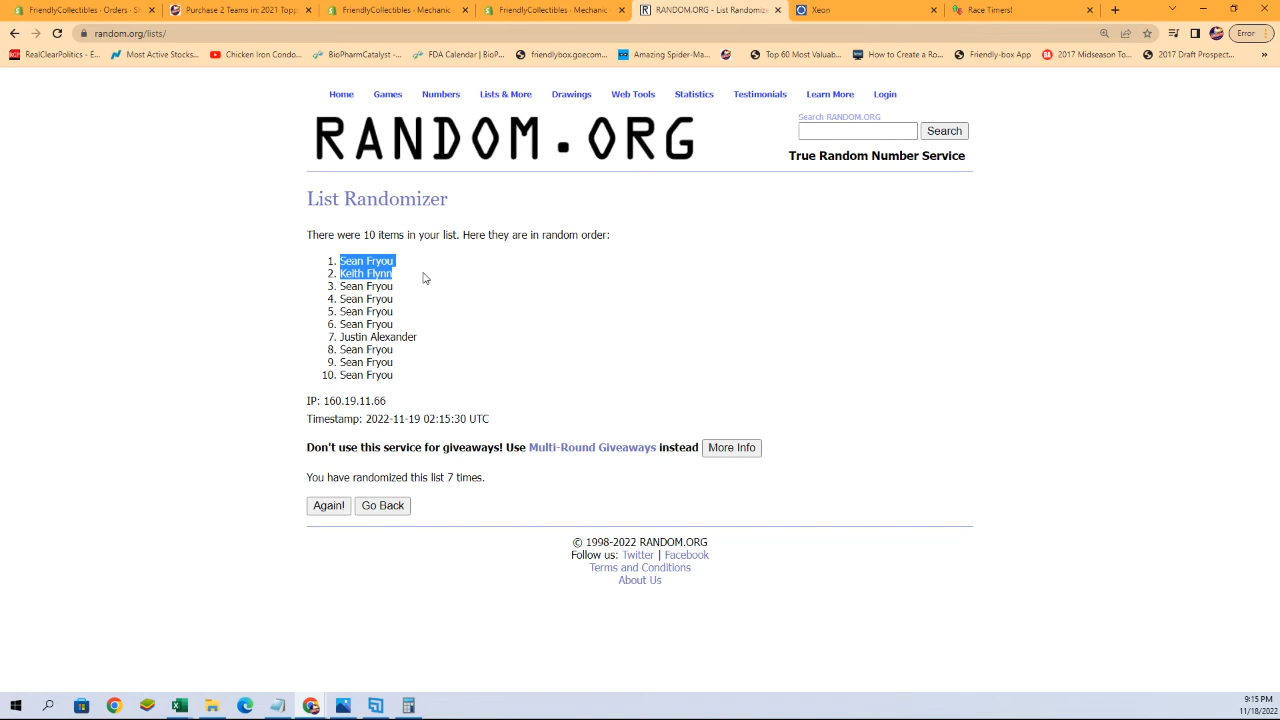 FriendlyCollectibles - Orders · Sh
Purchase 2 Teams in: 2021 Topp
FriendlyCollectibles - Mechanic
FriendlyCollectibles - Mechanic
RANDOM.ORG - List Randomize
Xeon
Race Timers!
random.org/lists/
Error
RealClearPolitics - E...
Most Active Stocks...
Chicken Iron Condo...
BioPharmCatalyst -...
FDA Calendar | BioP...
friendlybox.goecom...
Amazing Spider-Ma...
Top 60 Most Valuabl...
How to Create a Ro...
Friendly-box App
2017 Midseason To...
2017 Draft Prospect...
»
Home Games Numbers Lists & More Drawings Web Tools Statistics Testimonials Learn More Login
Search RANDOM.ORG
RANDOM.ORG
Search
True Random Number Service
List Randomizer
There were 10 items in your list. Here they are in random order:
1. Sean Fryou
2. Keith Flynn
3. Sean Fryou
4. Sean Fryou
5. Sean Fryou
6. Sean Fryou
7. Justin Alexander
8. Sean Fryou
9. Sean Fryou
10. Sean Fryou
IP: 160.19.11.66
Timestamp: 2022-11-19 02:15:30 UTC
Don't use this service for giveaways! Use Multi-Round Giveaways instead More Info
You have randomized this list 7 times.
Again! Go Back
© 1998-2022 RANDOM.ORG
Follow us: Twitter | Facebook
Terms and Conditions
About Us
9:15 PM
11/18/2022